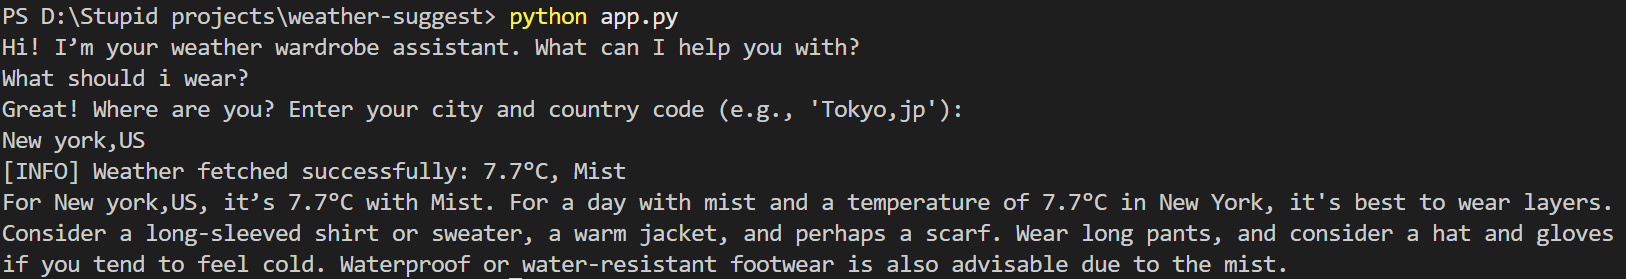 PS D:\Stupid projects\weather-suggest> python app.py
Hi! I’m your weather wardrobe assistant. What can I help you with?
What should i wear?
Great! Where are you? Enter your city and country code (e.g., 'Tokyo,jp'):
New york,US
[INFO] Weather fetched successfully: 7.7°C, Mist
For New york,US, it’s 7.7°C with Mist. For a day with mist and a temperature of 7.7°C in New York, it's best to wear layers.
Consider a long-sleeved shirt or sweater, a warm jacket, and perhaps a scarf. Wear long pants, and consider a hat and gloves
if you tend to feel cold. Waterproof or water-resistant footwear is also advisable due to the mist.